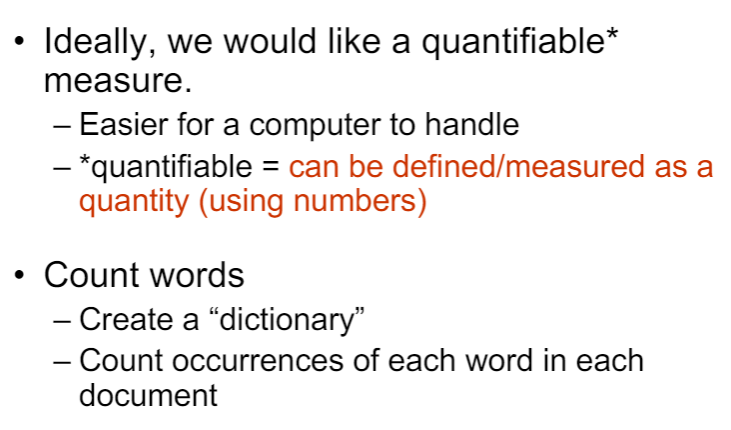 • Ideally, we would like a quantifiable*
measure.
– Easier for a computer to handle
– *quantifiable = can be defined/measured as a
quantity (using numbers)
• Count words
– Create a “dictionary”
– Count occurrences of each word in each
document